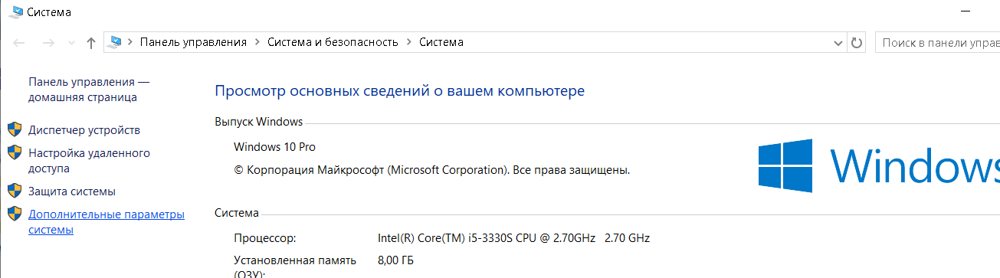 Система
Панель управления
Система и безопасность
Система
Поиск в панели
Панель управления —
домашняя страница
Диспетчер устройств
Настройка удаленного
доступа
Защита системы
Дополнительные параметры
системы
Просмотр основных сведений о вашем компьютере
Выпуск Windows
Windows 10 Pro
© Корпорация Майкрософт (Microsoft Corporation). Все права защищены.
Windows
Система
Процессор: Intel(R) Core(TM) i5-3330S CPU @ 2.70GHz 2.70 GHz
Установленная память 8,00 ГБ
(ОЗУ):